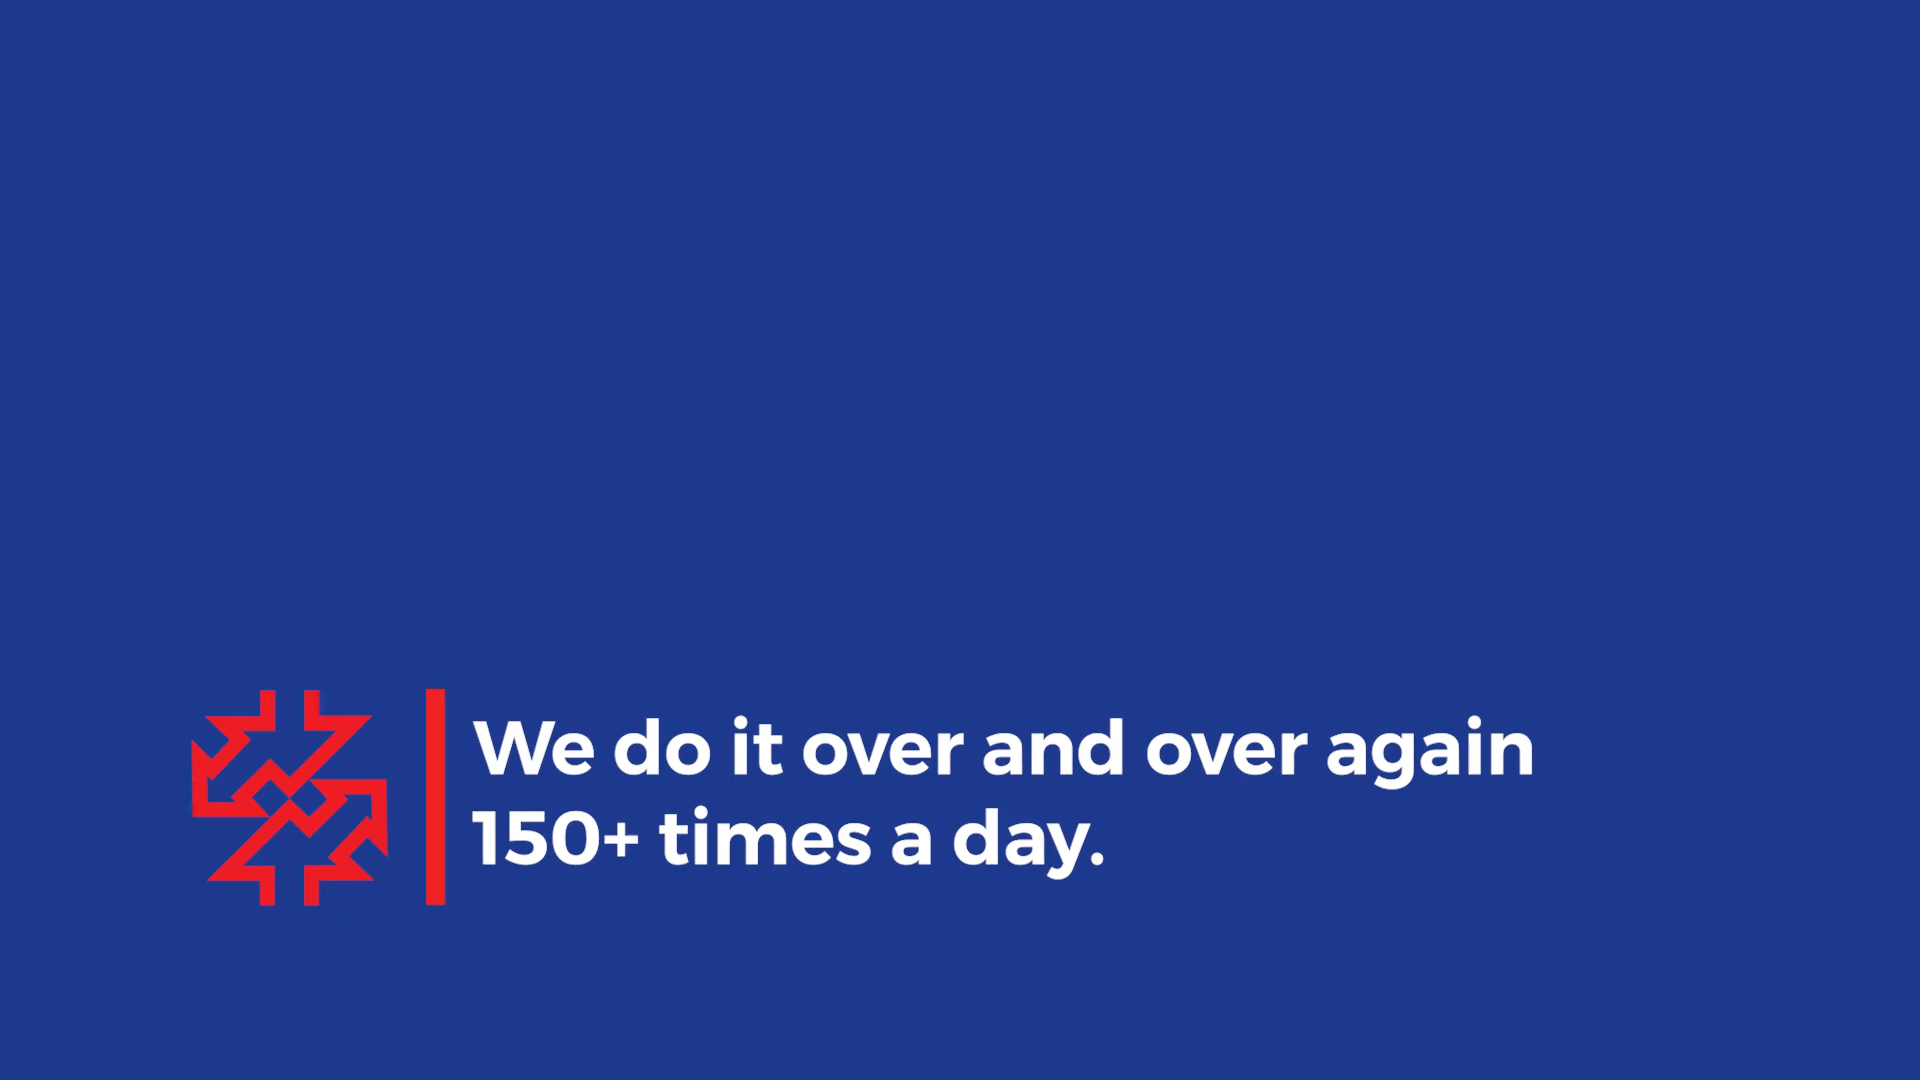 We do it over and over again
150+ times a day.